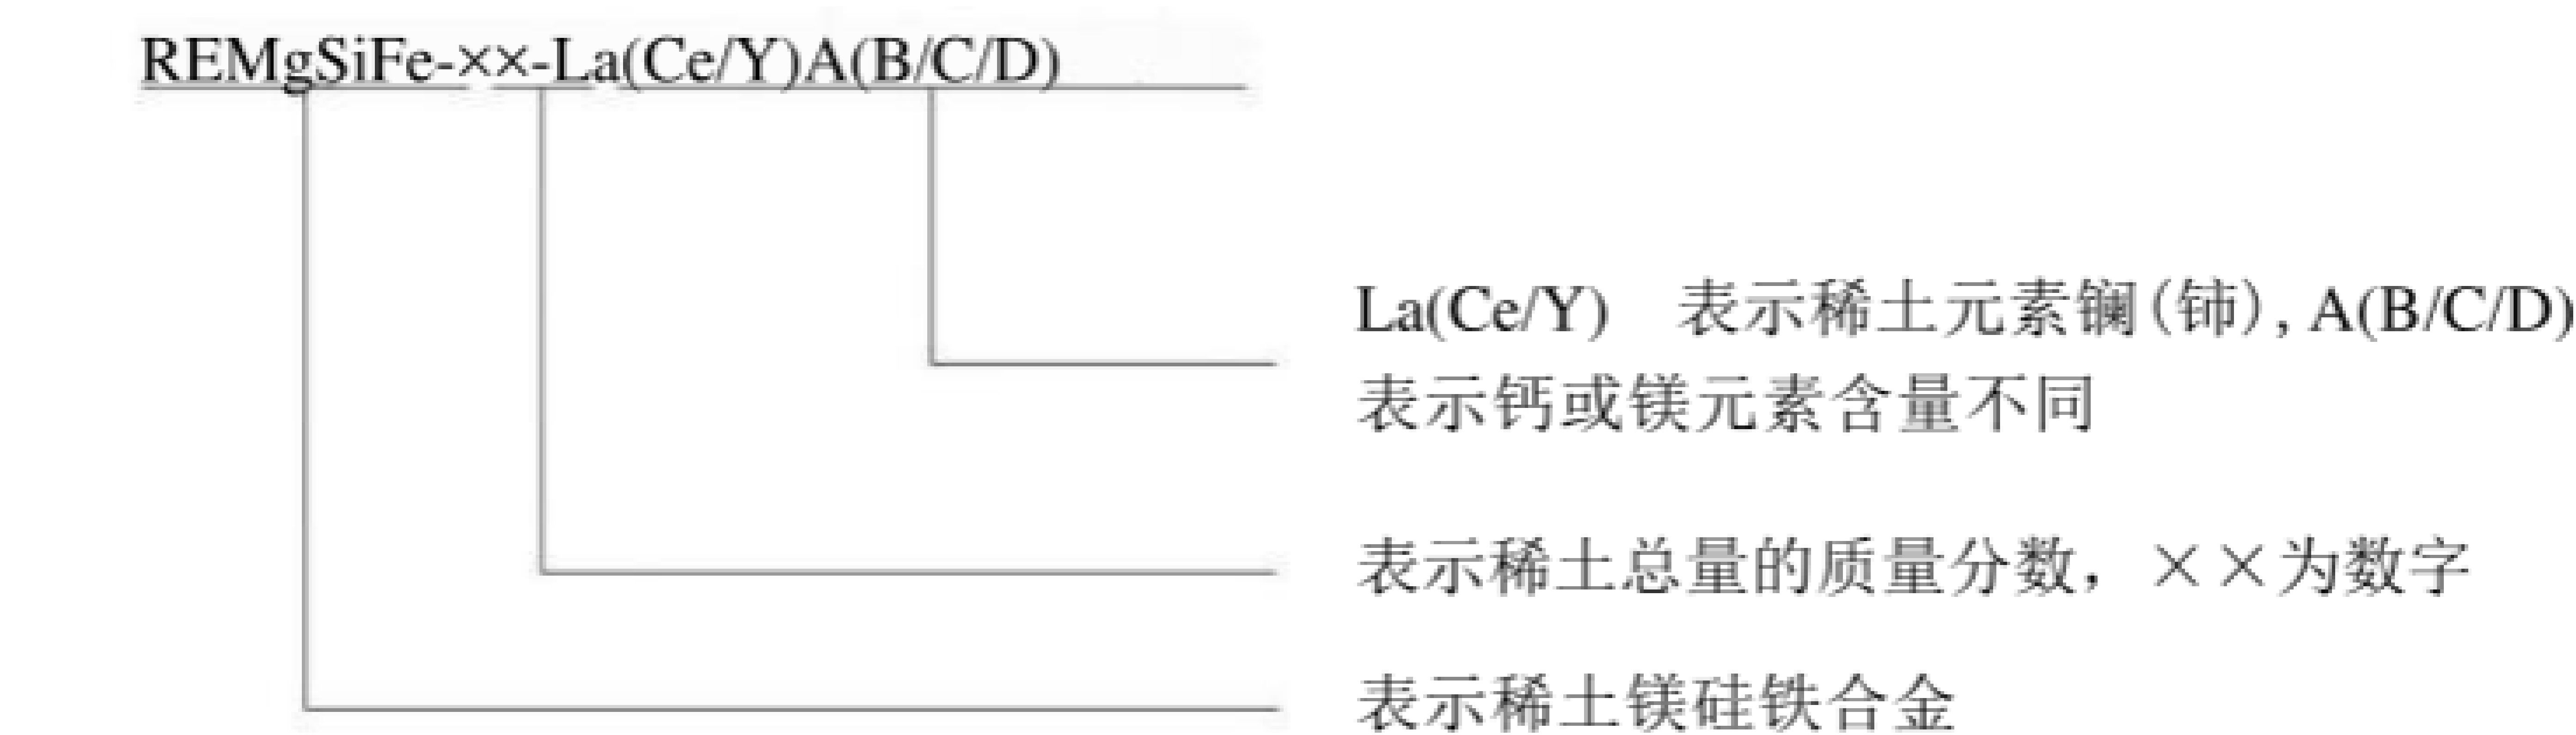 REMgSiFe-××-La(Ce/Y)A(B/C/D)
La(Ce/Y) 表示稀土元素镧(铈), A(B/C/D)
表示钙或镁元素含量不同
表示稀土总量的质量分数，××为数字
表示稀土镁硅铁合金